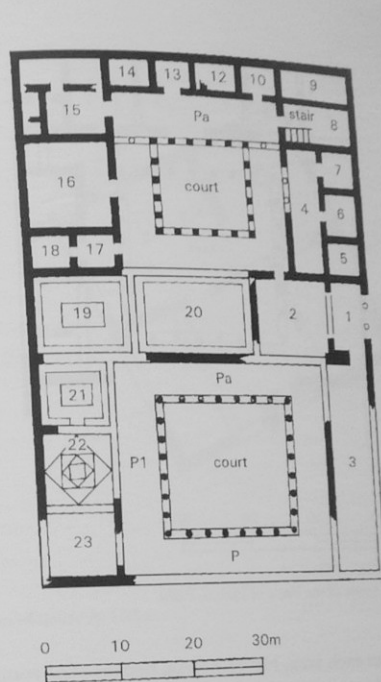 14 13 12 10 9
15 Pa stair 8
16 court 4 7
6
18 17 5
19 20 2 1
Pa
21
22 P1 court 3
23 P
0 10 20 30m